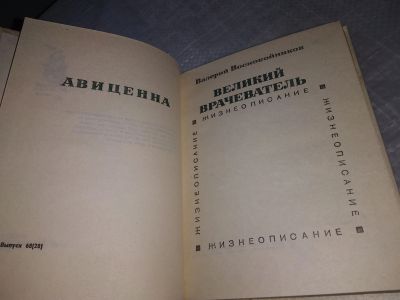 АВИЦЕННА
Выпуск 68(28)
Валерий Воскобойников
ВЕЛИКИЙ
ВРАЧЕВАТЕЛЬ
ЖИЗНЕОПИСАНИЕ
ЖИЗНЕОПИСАНИЕ
ЖИЗНЕОПИСАНИЕ
ЖИЗНЕОПИСАНИЕ